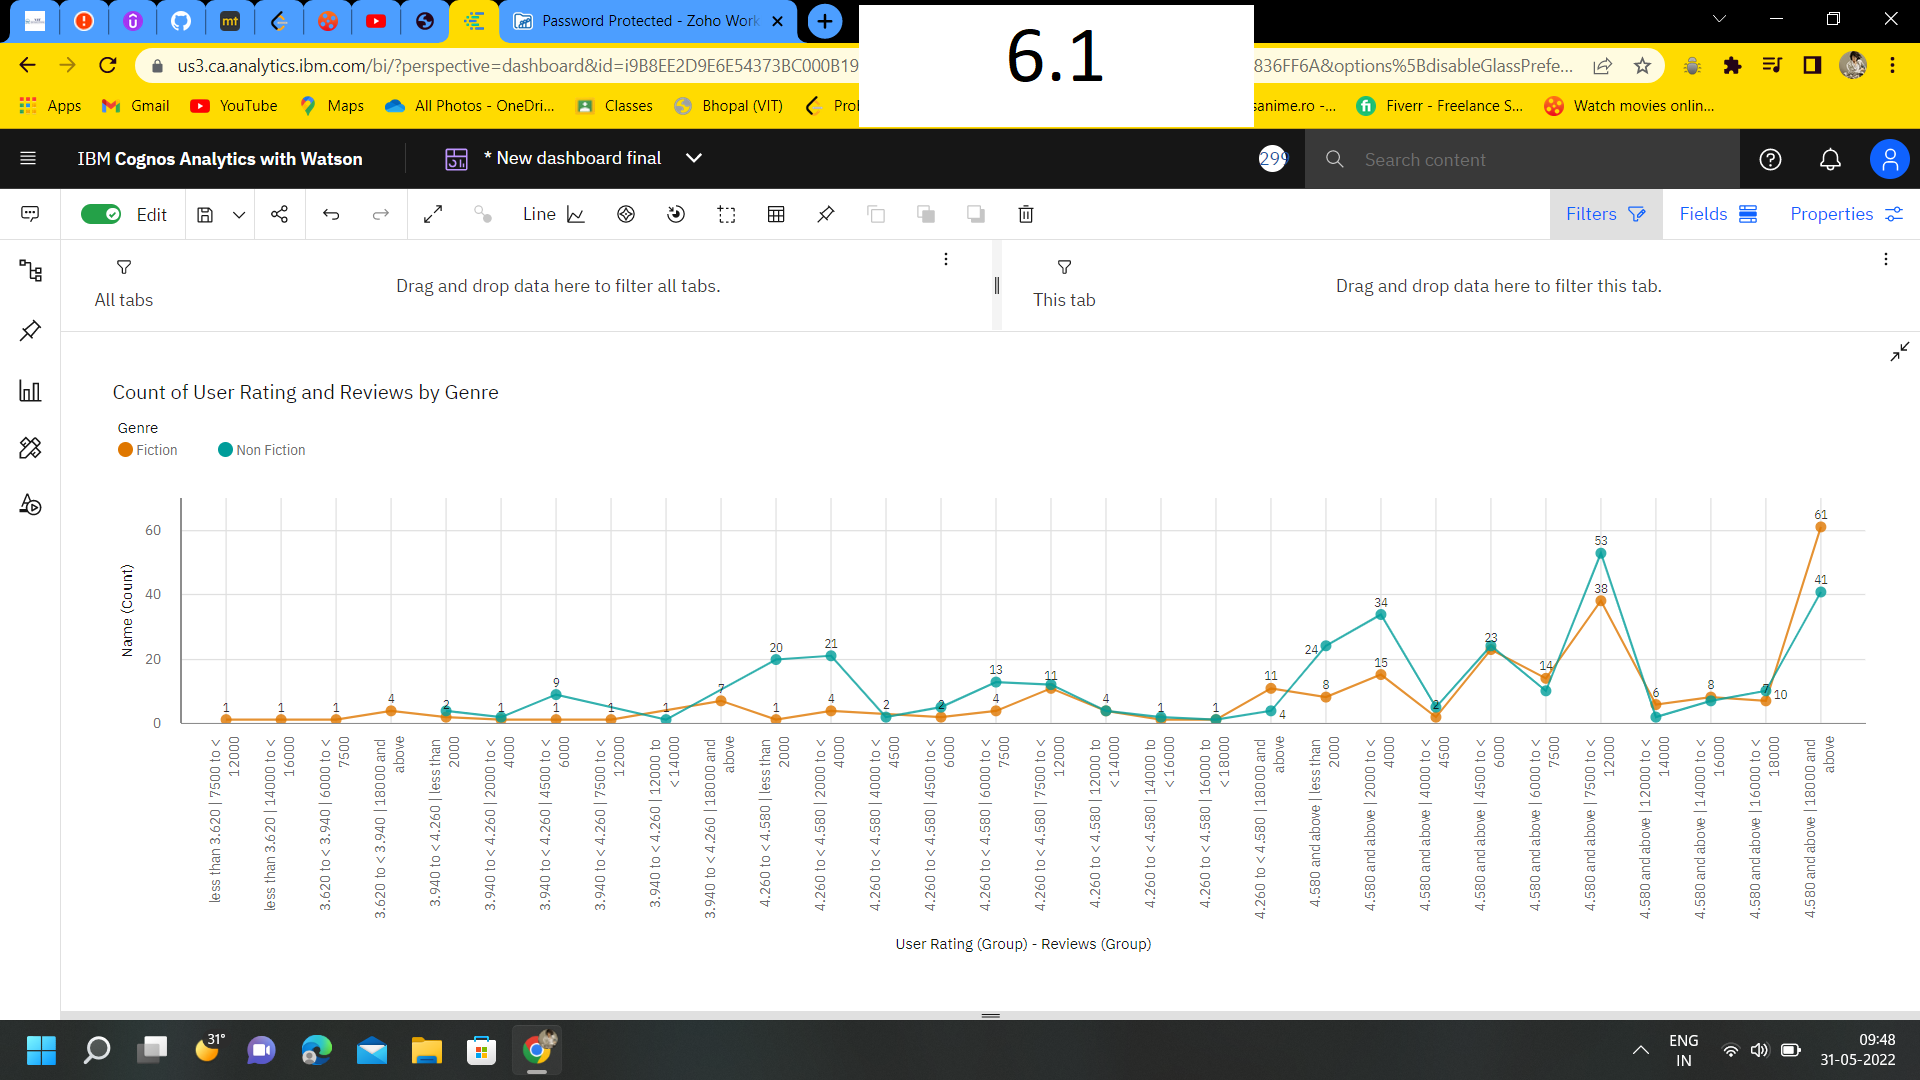 mt
Password Protected - Zoho Work
6.1
us3.ca.analytics.ibm.com/bi/?perspective=dashboard&id=i9B8EE2D9E6E54373BC000B19
836FF6A&options%5BdisableGlassPrefe...
Apps
Gmail
YouTube
Maps
All Photos - OneDri...
Classes
Bhopal (VIT)
Prol
sanime.ro -...
Fiverr - Freelance S...
Watch movies onlin...
IBM Cognos Analytics with Watson
* New dashboard final
299
Search content
Edit
Line
Filters
Fields
Properties
All tabs
Drag and drop data here to filter all tabs.
This tab
Drag and drop data here to filter this tab.
Count of User Rating and Reviews by Genre
Genre
Fiction
Non Fiction
Name (Count)
60
40
20
0
1
1
1
4
2
1
9
1
1
1
7
20
1
21
4
2
2
13
4
11
4
1
1
11
4
24
8
34
15
2
23
14
53
38
6
8
7
10
61
41
less than 3.620 | 7500 to < 12000
less than 3.620 | 14000 to < 16000
3.620 to < 3.940 | 6000 to < 7500
3.620 to < 3.940 | 18000 and above
3.940 to < 4.260 | less than 2000
3.940 to < 4.260 | 2000 to < 4000
3.940 to < 4.260 | 4500 to < 6000
3.940 to < 4.260 | 7500 to < 12000
3.940 to < 4.260 | 12000 to < 14000
3.940 to < 4.260 | 18000 and above
4.260 to < 4.580 | less than 2000
4.260 to < 4.580 | 2000 to < 4000
4.260 to < 4.580 | 4000 to < 4500
4.260 to < 4.580 | 4500 to < 6000
4.260 to < 4.580 | 6000 to < 7500
4.260 to < 4.580 | 7500 to < 12000
4.260 to < 4.580 | 12000 to < 14000
4.260 to < 4.580 | 14000 to < 16000
4.260 to < 4.580 | 16000 to < 18000
4.260 to < 4.580 | 18000 and above
4.580 and above | less than 2000
4.580 and above | 2000 to < 4000
4.580 and above | 4000 to < 4500
4.580 and above | 4500 to < 6000
4.580 and above | 6000 to < 7500
4.580 and above | 7500 to < 12000
4.580 and above | 12000 to < 14000
4.580 and above | 14000 to < 16000
4.580 and above | 16000 to < 18000
4.580 and above | 18000 and above
User Rating (Group) - Reviews (Group)
31°
ENG
IN
09:48
31-05-2022